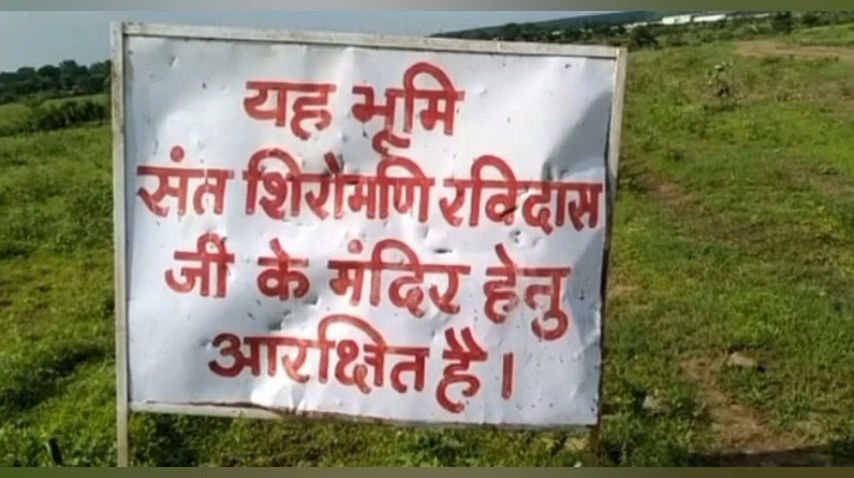 यह भूमि
संत शिरोमणि रविदास
जी के मंदिर हेतु
आरक्षित है।